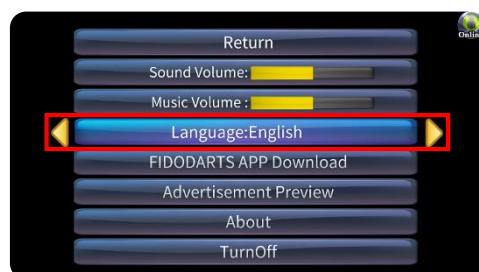 Return
Online
Sound Volume:
Music Volume :
Language:English
FIDODARTS APP Download
Advertisement Preview
About
TurnOff